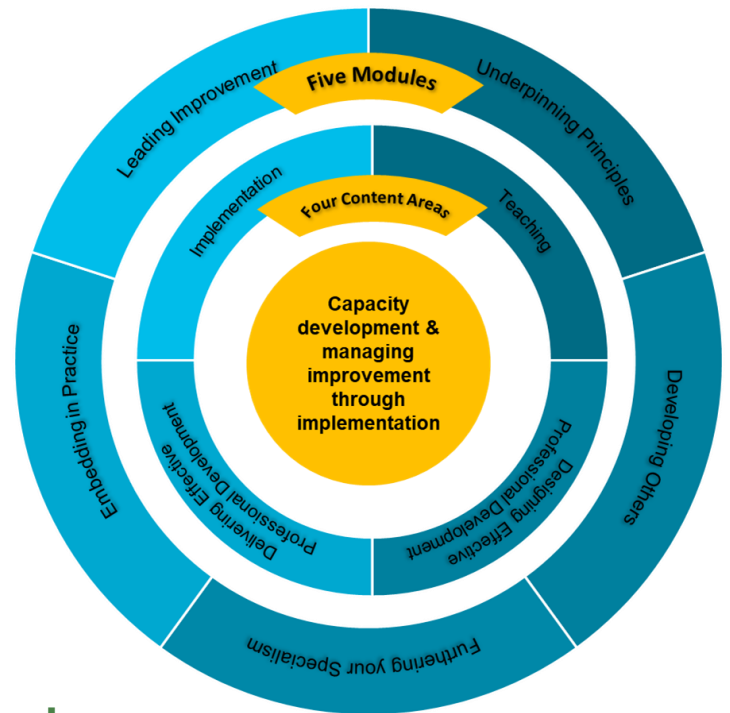 Five Modules
Underpinning Principles
Developing Others
Furthering your Specialism
Embedding in Practice
Leading Improvement
Four Content Areas
Teaching
Designing Effective
Professional Development
Delivering Effective
Professional Development
Implementation
Capacity
development &
managing
improvement
through
implementation